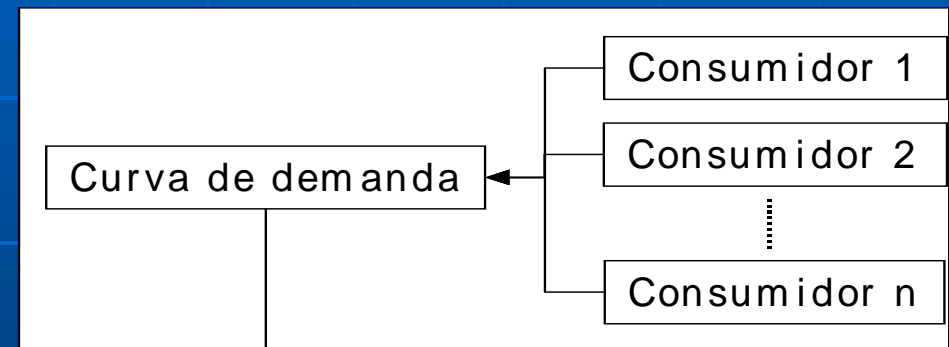 Consumidor 1
Consumidor 2
Curva de demanda
Consumidor n